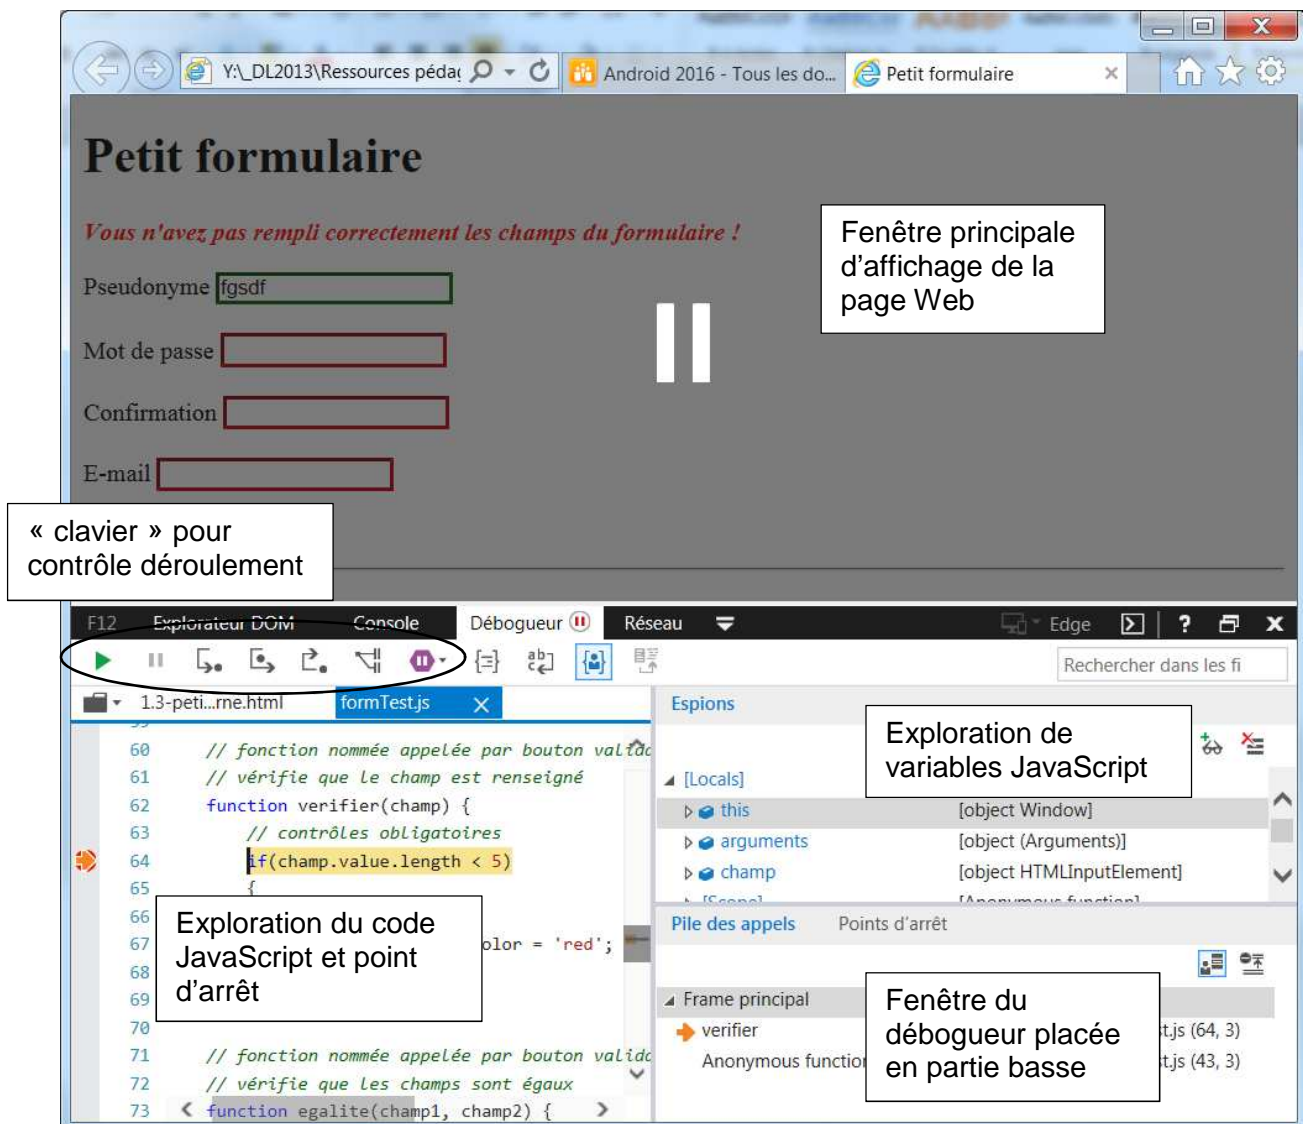 Y:\_DL2013\Ressources pédag
Android 2016 - Tous les do...
Petit formulaire
Petit formulaire
Vous n'avez pas rempli correctement les champs du formulaire !
Fenêtre principale
d'affichage de la
page Web
Pseudonyme fgsdf
Mot de passe
Confirmation
E-mail
« clavier » pour
contrôle déroulement
F12 Explorateur DOM Console Débogueur Réseau Edge ?
Rechercher dans les fi
1.3-peti...rne.html formTest.js
Espions
Exploration de
variables JavaScript
60 // fonction nommée appelée par bouton valida
61 // vérifie que le champ est renseigné
62 function verifier(champ) {
63 // contrôles obligatoires
64 if(champ.value.length < 5)
65 {
66
67 olor = 'red';
68
69
70
71 // fonction nommée appelée par bouton valida
72 // vérifie que les champs sont égaux
73 function egalite(champ1, champ2) {
Exploration du code
JavaScript et point
d'arrêt
[Locals]
this [object Window]
arguments [object (Arguments)]
champ [object HTMLInputElement]
[Scope] [Anonymous function]
Pile des appels Points d'arrêt
Frame principal
verifier t.js (64, 3)
Anonymous function t.js (43, 3)
Fenêtre du
débogueur placée
en partie basse